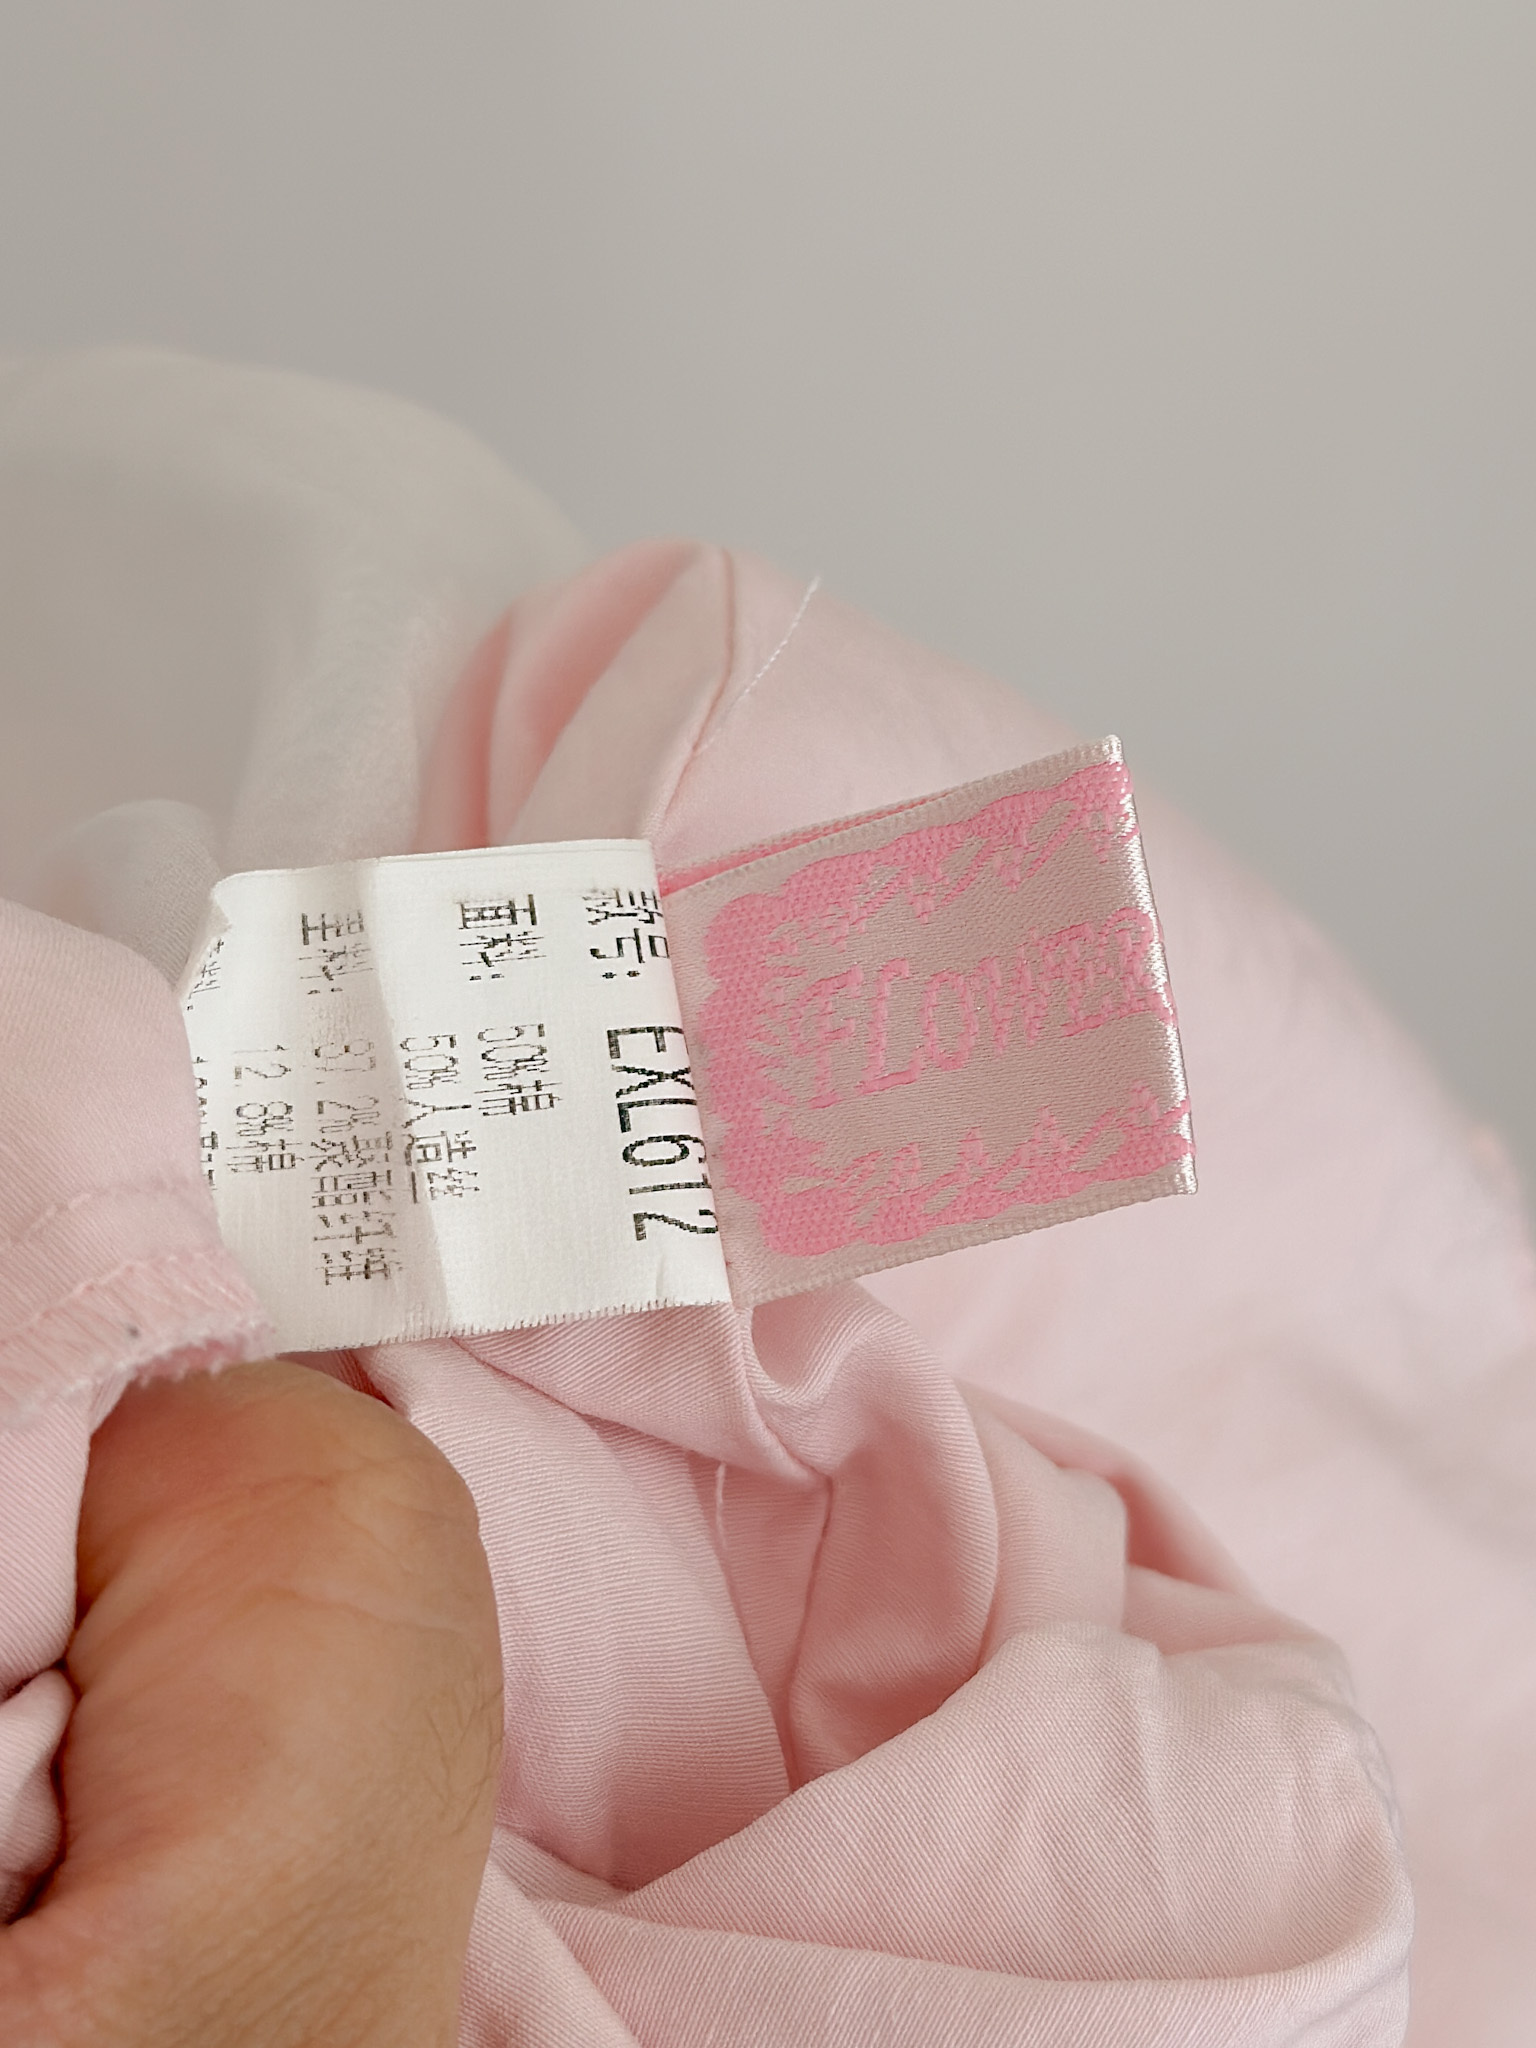 款号: EXL612
面料: 50%棉
50%人造丝
里料: 87.2%聚酯纤维
12.8%棉
FLOWER